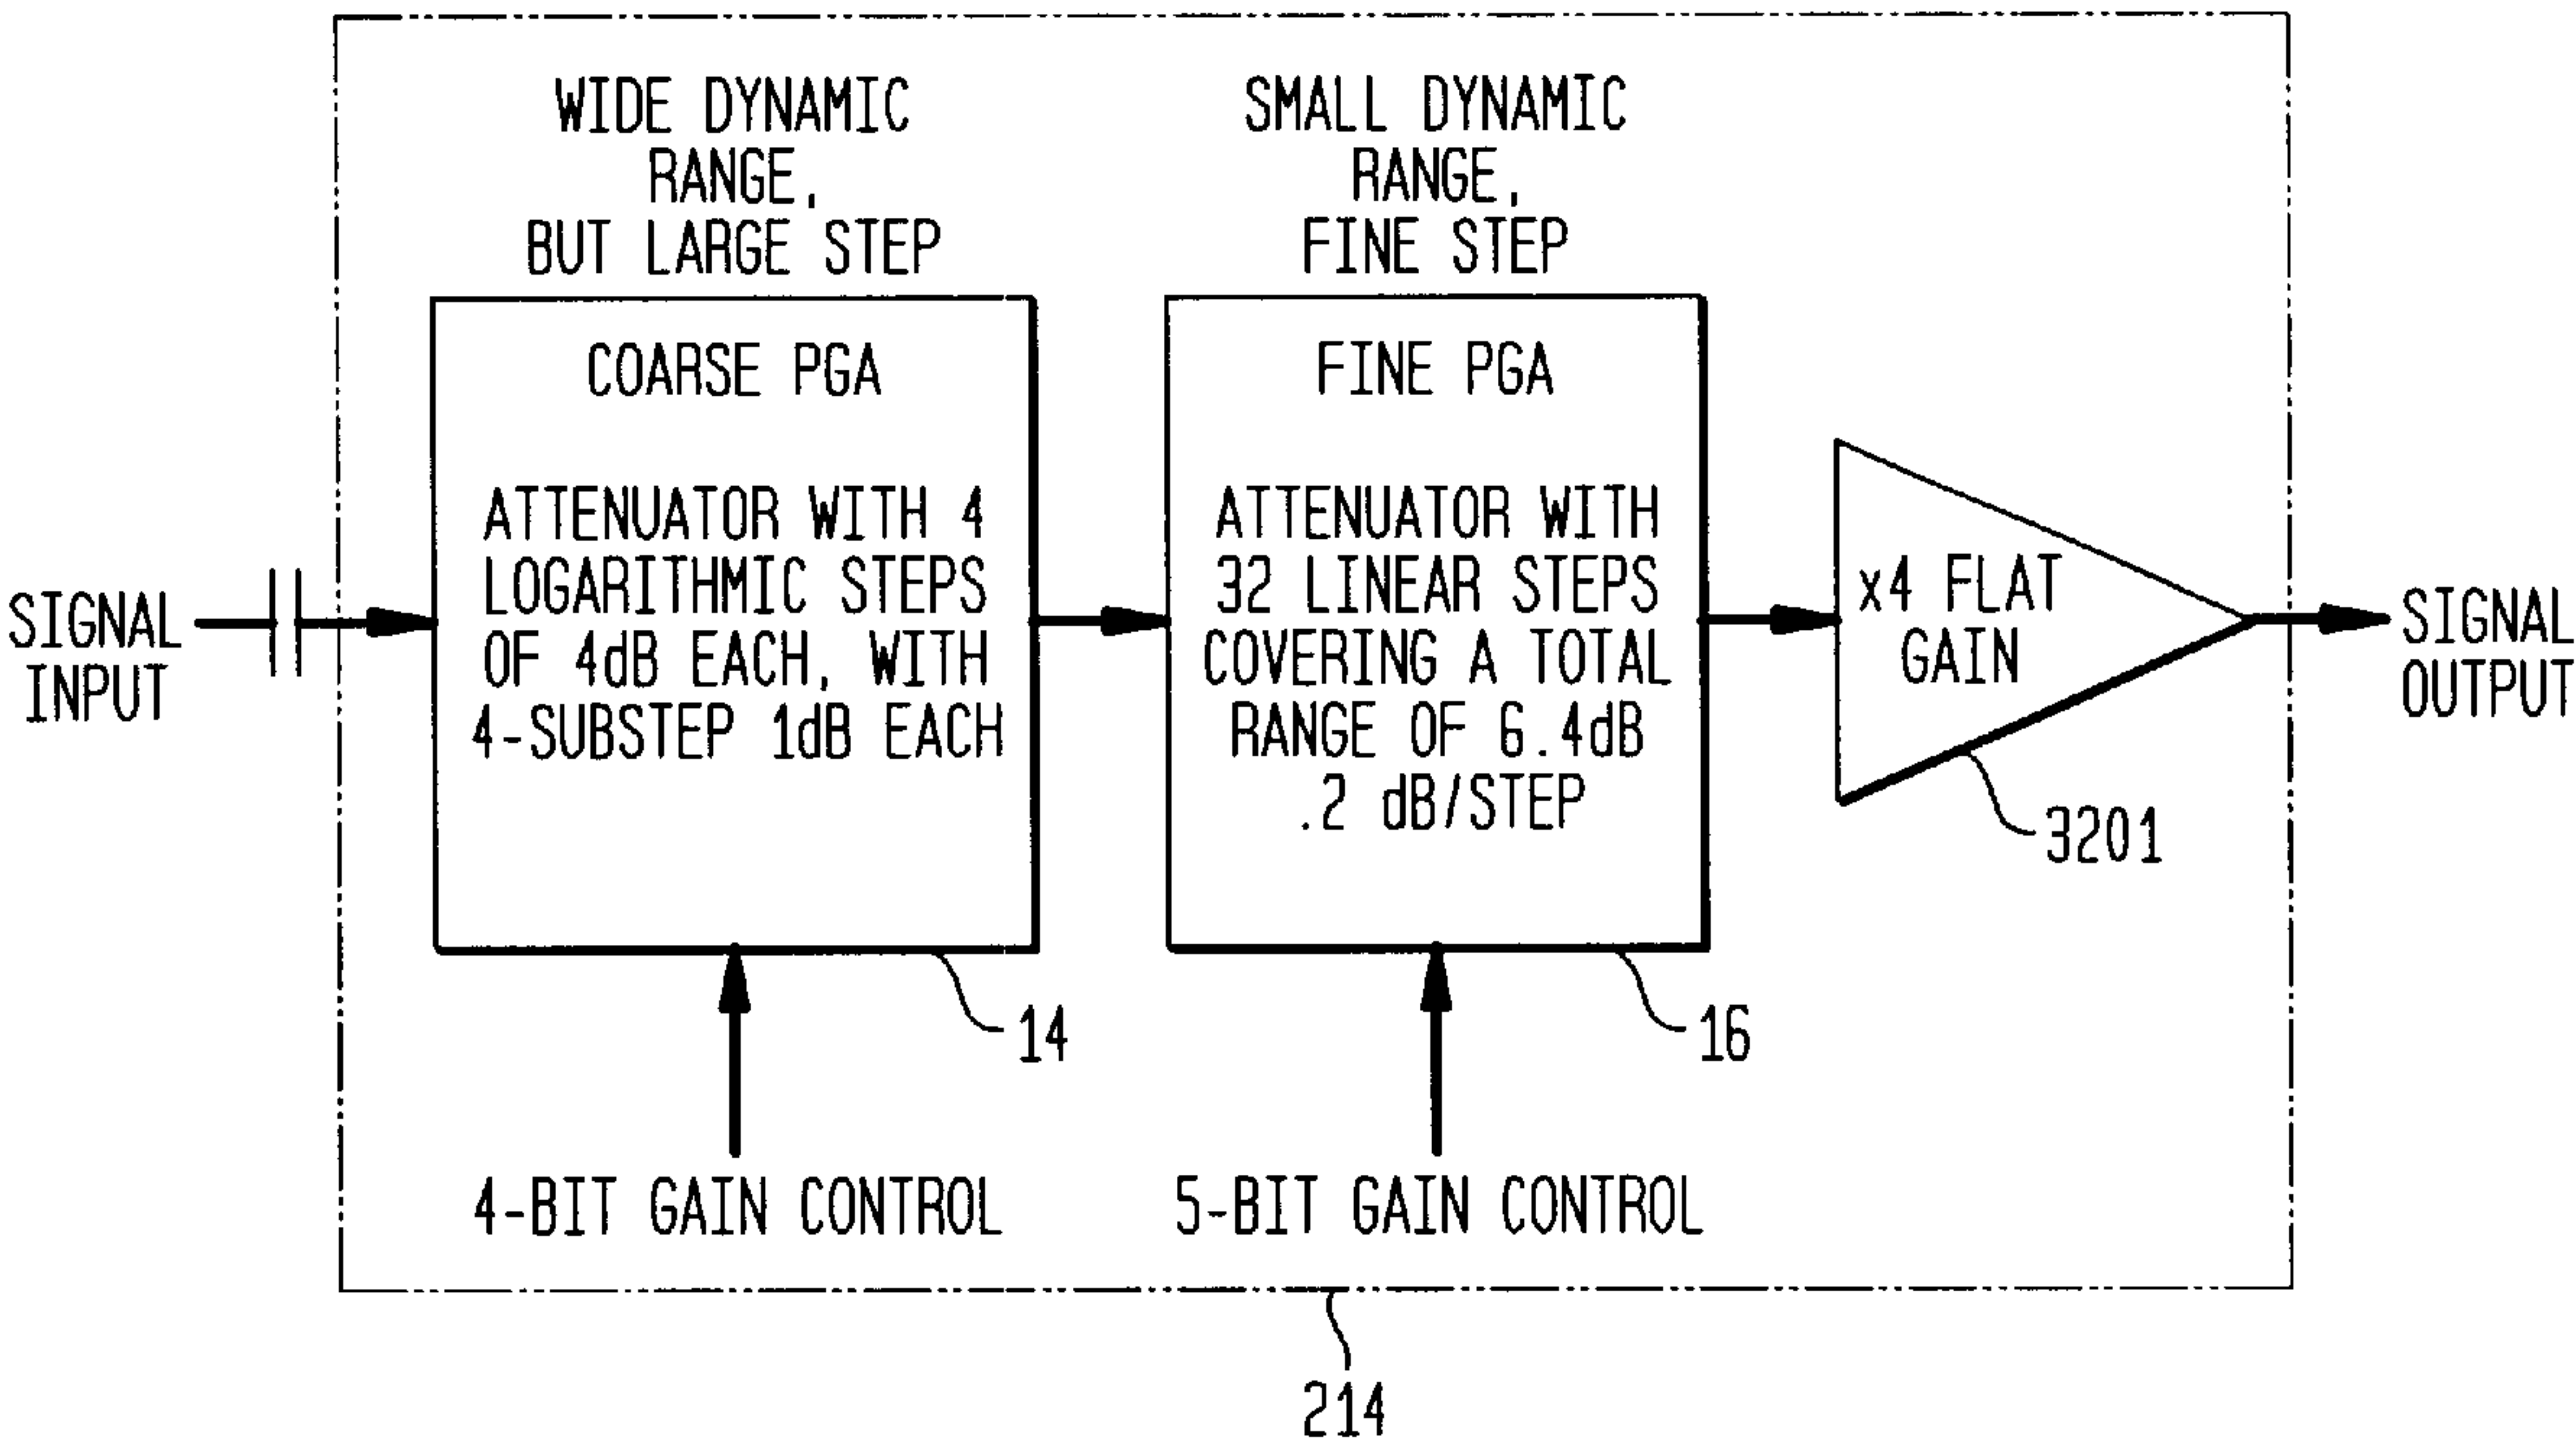 WIDE DYNAMIC
RANGE,
BUT LARGE STEP
SMALL DYNAMIC
RANGE,
FINE STEP
COARSE PGA
ATTENUATOR WITH 4
LOGARITHMIC STEPS
OF 4dB EACH, WITH
4-SUBSTEP 1dB EACH
FINE PGA
ATTENUATOR WITH
32 LINEAR STEPS
COVERING A TOTAL
RANGE OF 6.4dB
.2 dB/STEP
x4 FLAT
GAIN
SIGNAL
INPUT
SIGNAL
OUTPUT
3201
14
16
4-BIT GAIN CONTROL
5-BIT GAIN CONTROL
214